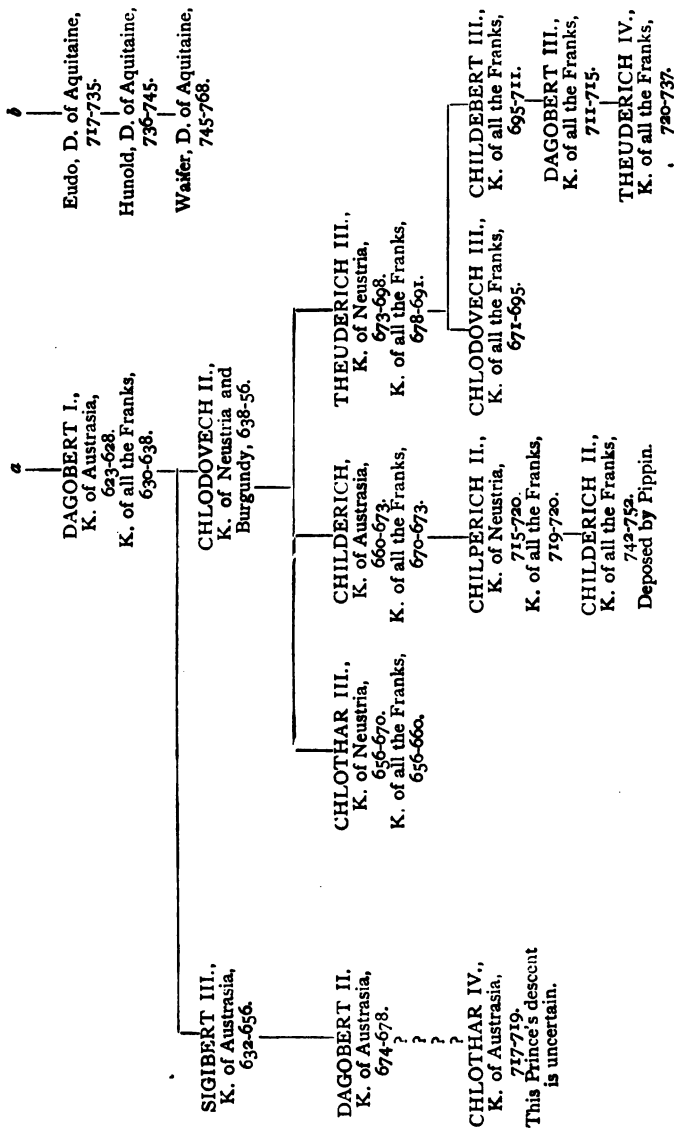 a
DAGOBERT I.,
K. of Austrasia,
623-628.
K. of all the Franks,
630-638.
b
Eudo, D. of Aquitaine,
717-735.
Hunold, D. of Aquitaine,
736-745.
Waifer, D. of Aquitaine,
745-768.
SIGIBERT III.,
K. of Austrasia,
632-656.
CHLODOVECH II.,
K. of Neustria and
Burgundy, 638-56.
DAGOBERT II.
K. of Austrasia,
674-678.
?
?
?
?
CHLOTHAR IV.,
K. of Austrasia,
717-719.
This Prince's descent
is uncertain.
CHLOTHAR III.,
K. of Neustria,
656-670.
K. of all the Franks,
656-660.
CHILDERICH,
K. of Austrasia,
660-673.
K. of all the Franks,
670-673.
CHILPERICH II.,
K. of Neustria,
715-720.
K. of all the Franks,
719-720.
CHILDERICH II.,
K. of all the Franks,
742-752.
Deposed by Pippin.
THEUDERICH III.,
K. of Neustria,
673-698.
K. of all the Franks,
678-691.
CHLODOVECH III.,
K. of all the Franks,
671-695.
CHILDEBERT III.,
K. of all the Franks,
695-711.
DAGOBERT III.,
K. of all the Franks,
711-715.
THEUDERICH IV.,
K. of all the Franks,
720-737.